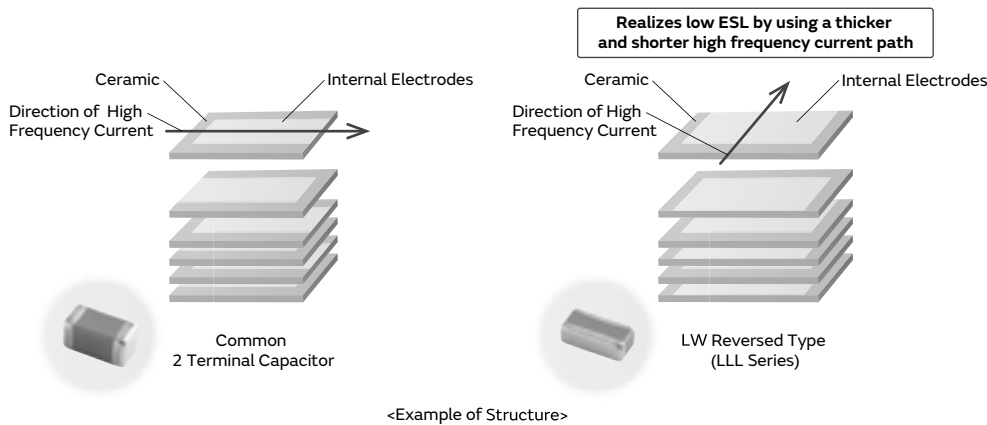 Realizes low ESL by using a thicker
and shorter high frequency current path
Ceramic
Internal Electrodes
Direction of High
Frequency Current
Ceramic
Internal Electrodes
Direction of High
Frequency Current
Common
2 Terminal Capacitor
LW Reversed Type
(LLL Series)
<Example of Structure>